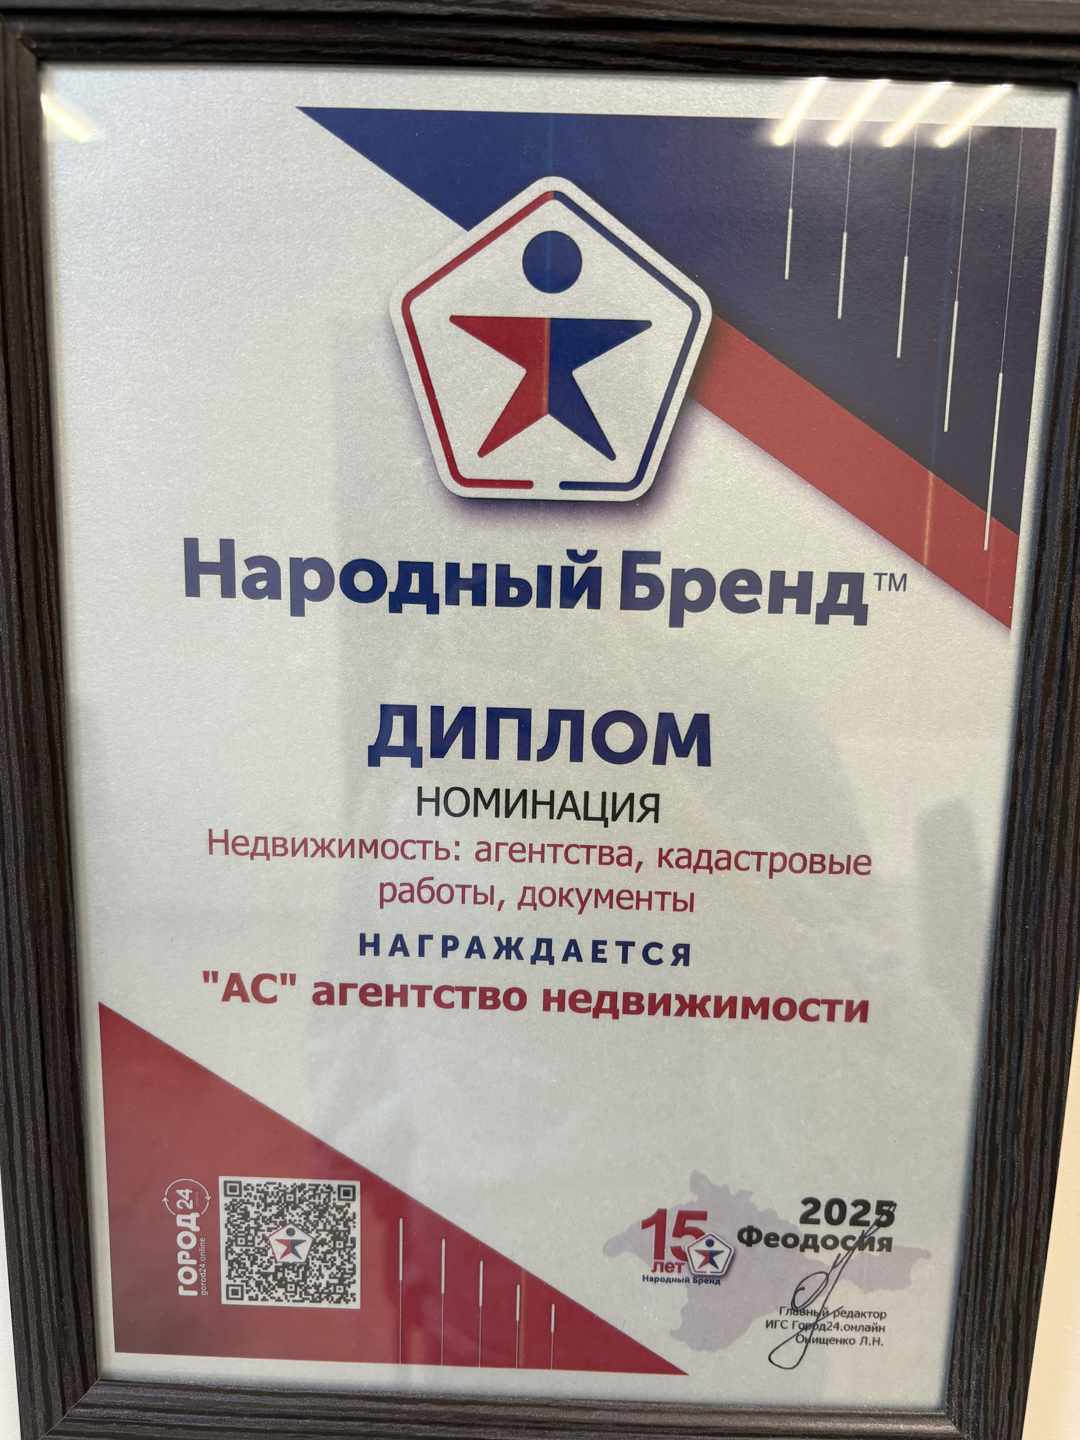 Народный Бренд™
ДИПЛОМ
НОМИНАЦИЯ
Недвижимость: агентства, кадастровые
работы, документы
НАГРАЖДАЕТСЯ
"АС" агентство недвижимости
ГОРОД24
gorod24.online
15
лет
Народный Бренд
2025
Феодосия
Главный редактор
ИГС Город24.онлайн
Онищенко Л.Н.